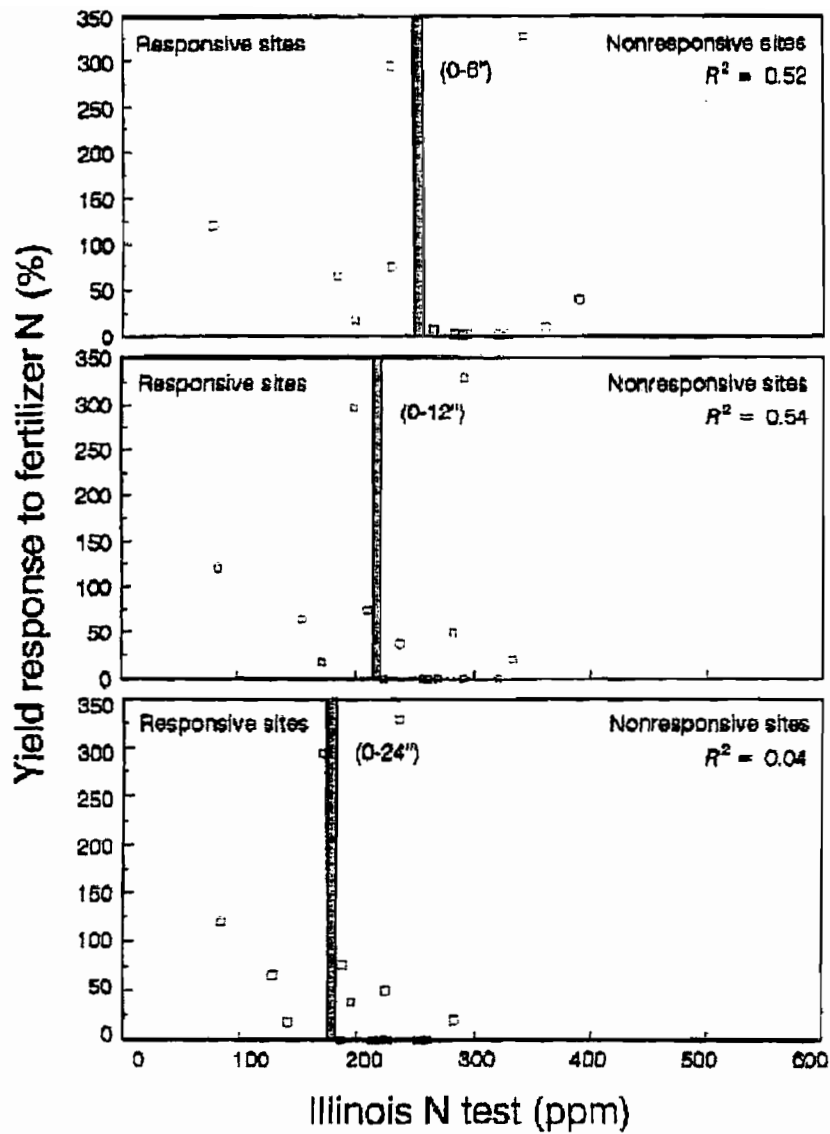 Yield response to fertilizer N (%)
350
300
250
200
150
100
50
0
Responsive sites
(0-6")
Nonresponsive sites
R² = 0.52
350
300
250
200
150
100
50
0
Responsive sites
(0-12")
Nonresponsive sites
R² = 0.54
350
300
250
200
150
100
50
0
Responsive sites
(0-24")
Nonresponsive sites
R² = 0.04
0 100 200 300 400 500 600
Illinois N test (ppm)